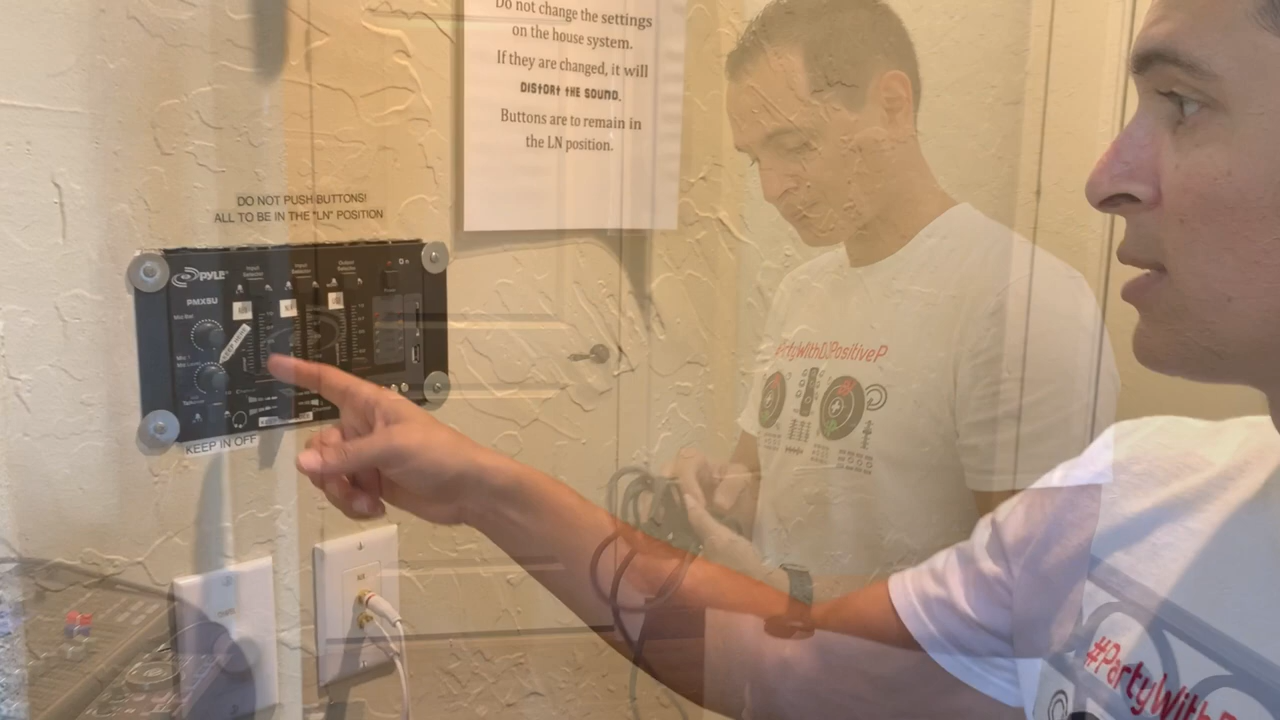 Do not change the settings
on the house system.
If they are changed, it will
DISTORT THE SOUND.
Buttons are to remain in
the LN position.
DO NOT PUSH BUTTONS!
ALL TO BE IN THE "LN" POSITION
PYLE
PMX5U
KEEP IN OFF
#PartyWithDJPositiveP
#PartyWith